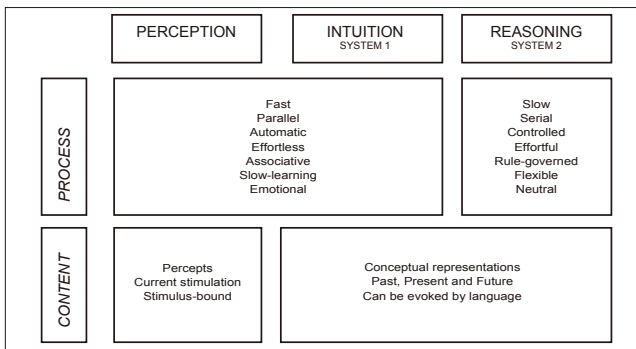 PERCEPTION
INTUITION
SYSTEM 1
REASONING
SYSTEM 2
PROCESS
Fast
Parallel
Automatic
Effortless
Associative
Slow-learning
Emotional
Slow
Serial
Controlled
Effortful
Rule-governed
Flexible
Neutral
CONTENT
Percepts
Current stimulation
Stimulus-bound
Conceptual representations
Past, Present and Future
Can be evoked by language